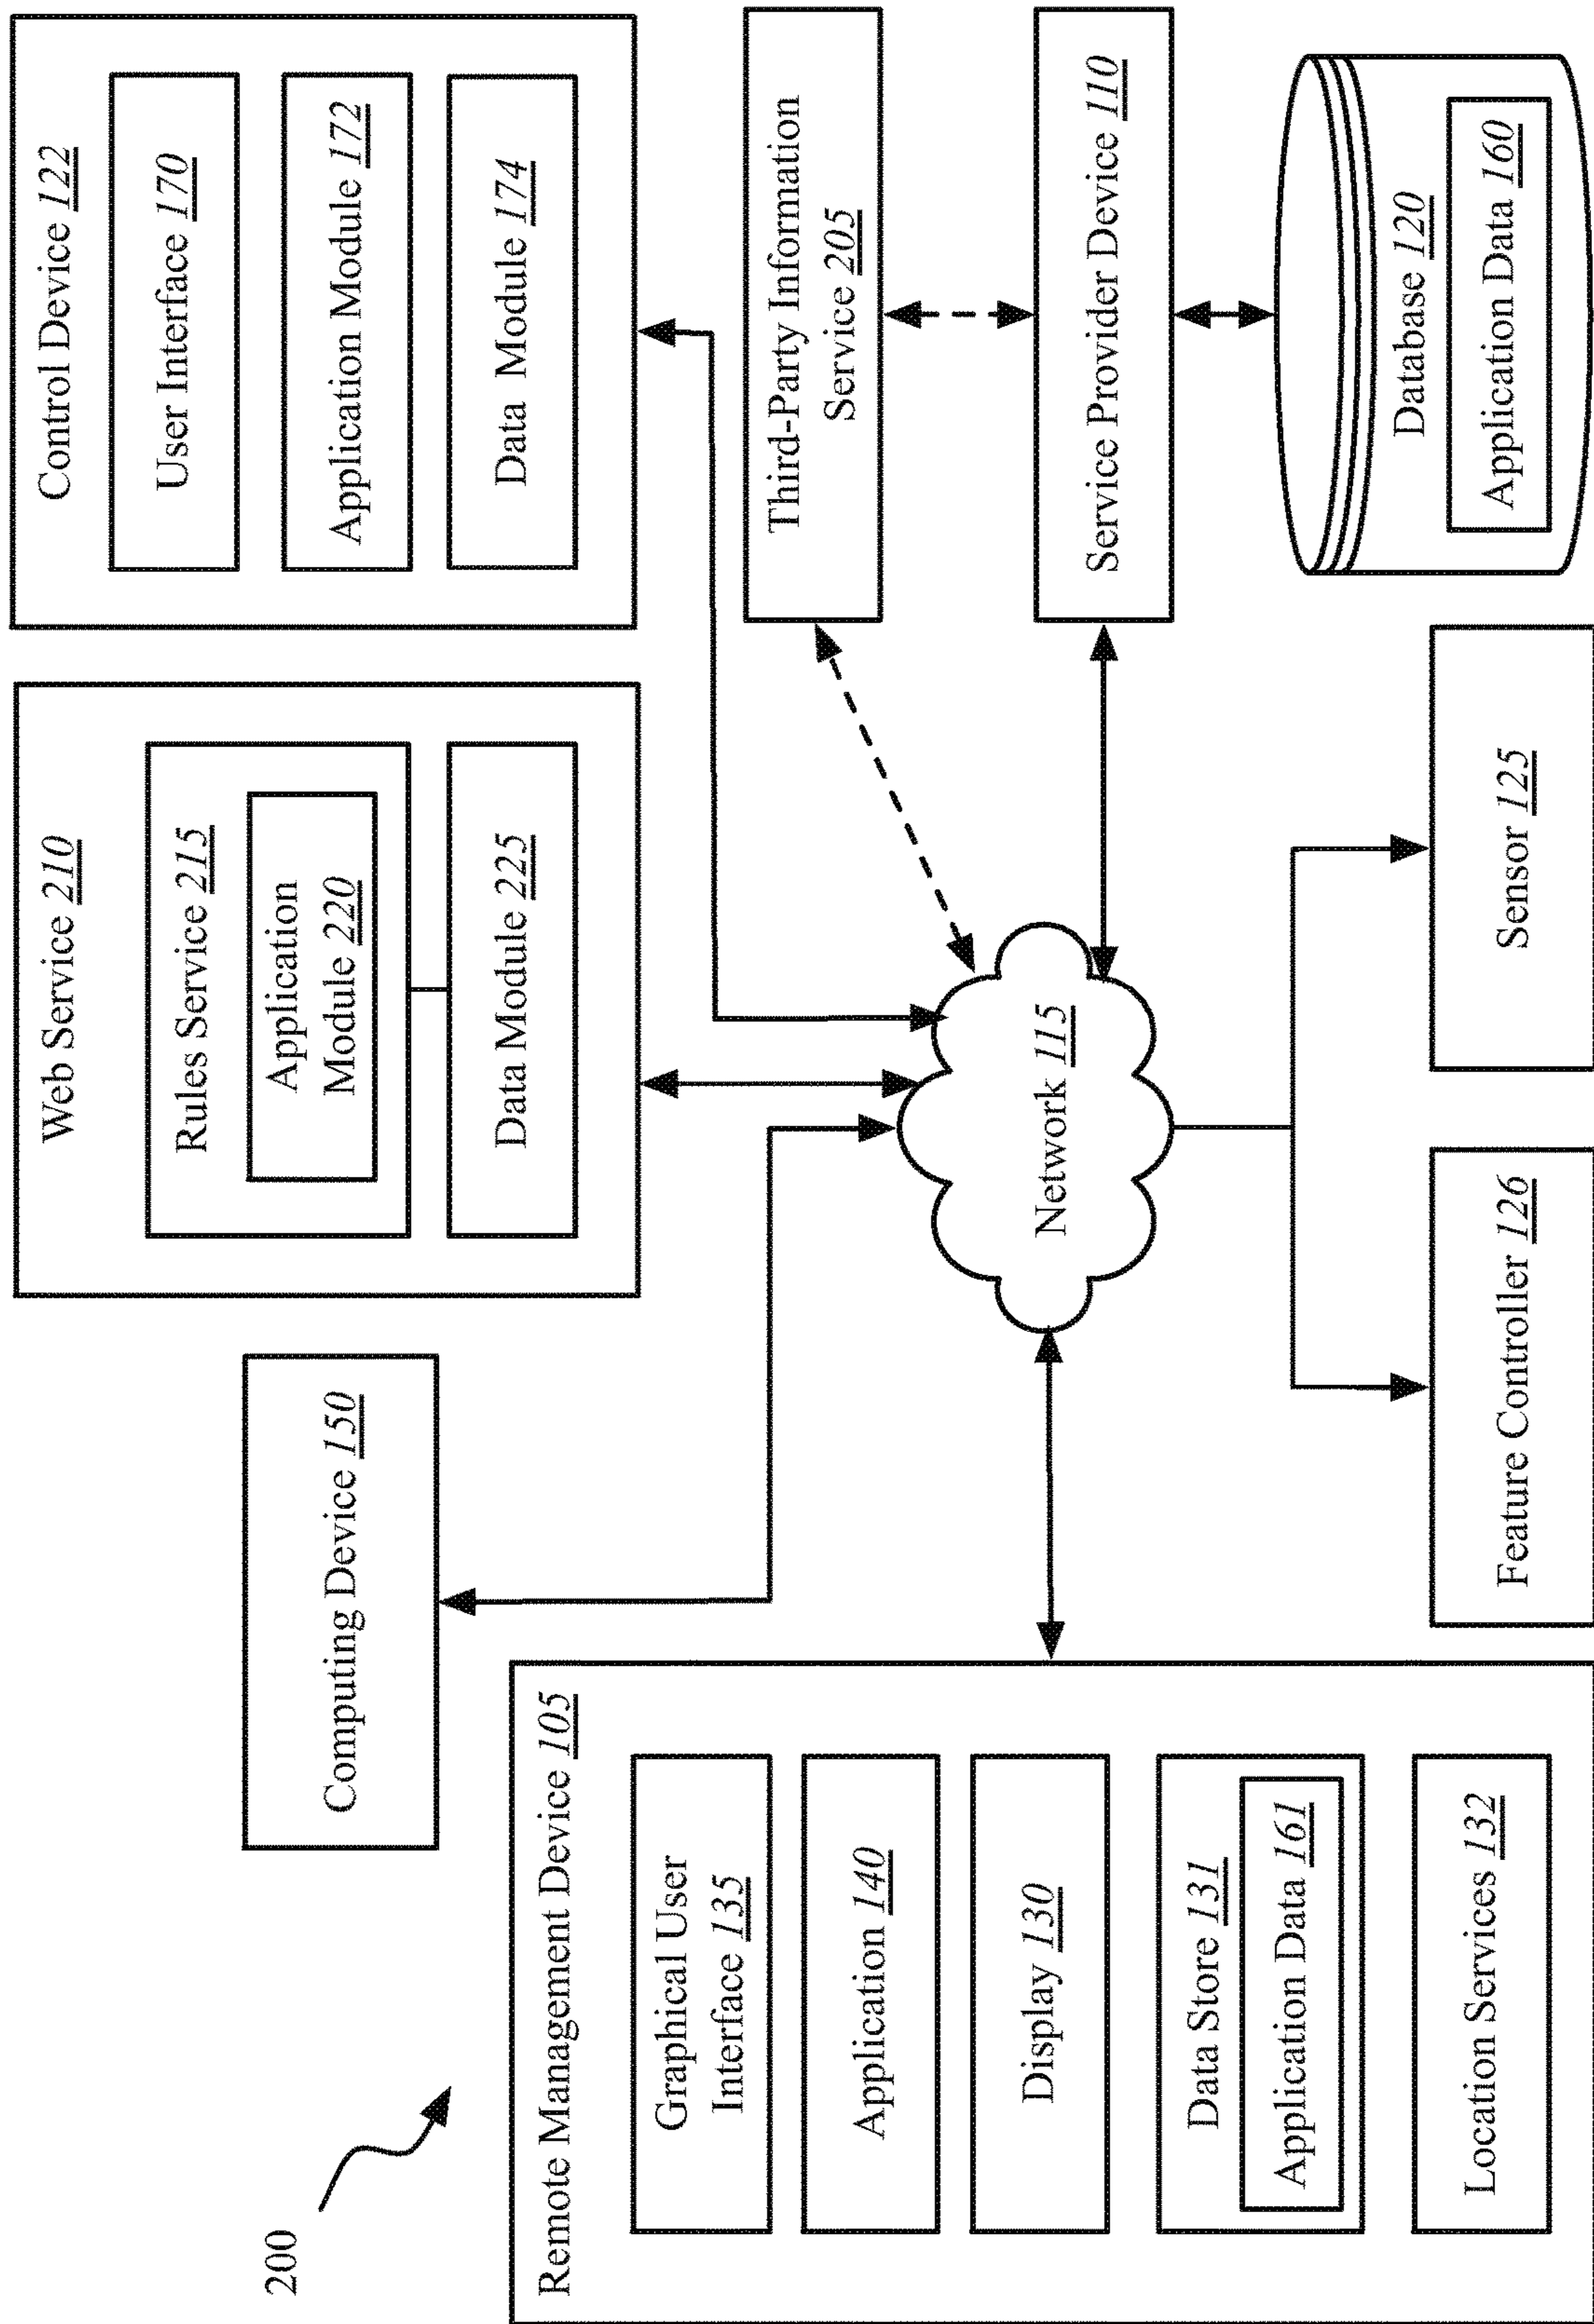 200
Remote Management Device 105
Graphical User
Interface 135
Application 140
Display 130
Data Store 131
Application Data 161
Location Services 132
Computing Device 150
Web Service 210
Rules Service 215
Application
Module 220
Data Module 225
Control Device 122
User Interface 170
Application Module 172
Data Module 174
Network 115
Third-Party Information
Service 205
Service Provider Device 110
Database 120
Application Data 160
Feature Controller 126
Sensor 125